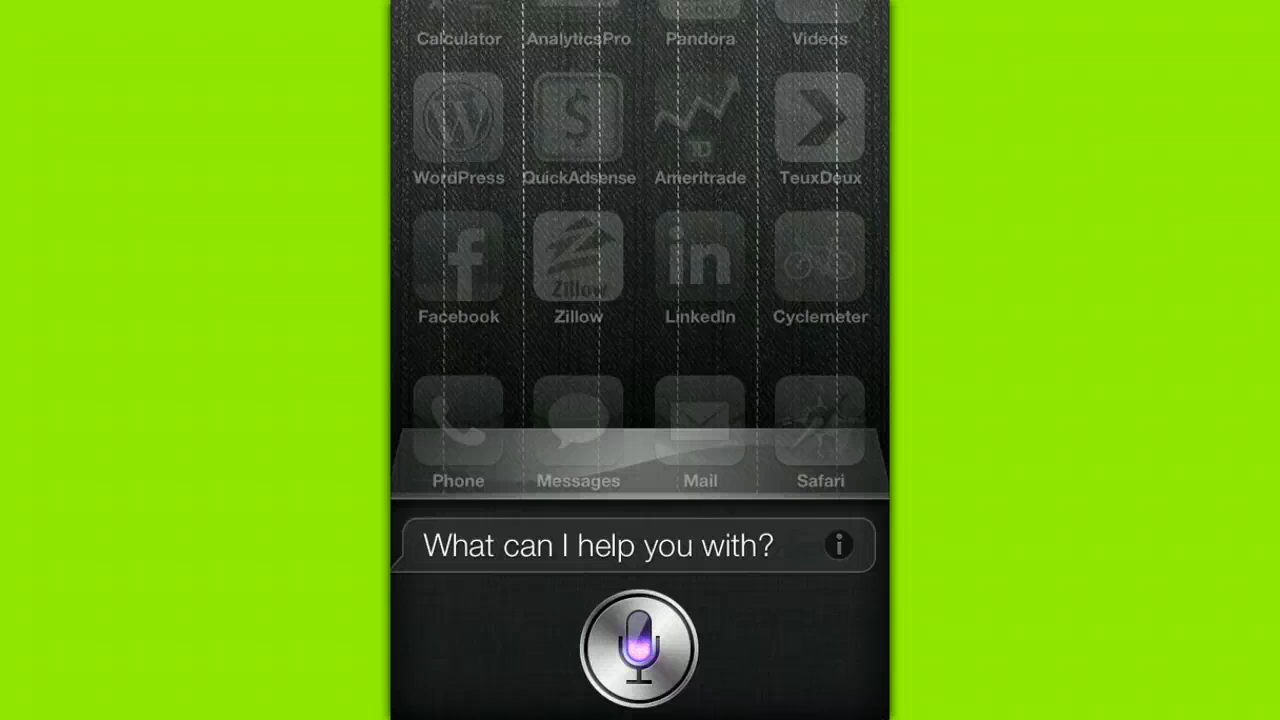 Calculator AnalyticsPro Pandora Videos
WordPress QuickAdsense Ameritrade TeuxDeux
Zillow
Facebook Zillow LinkedIn Cyclemeter
Phone Messages Mail Safari
What can I help you with?